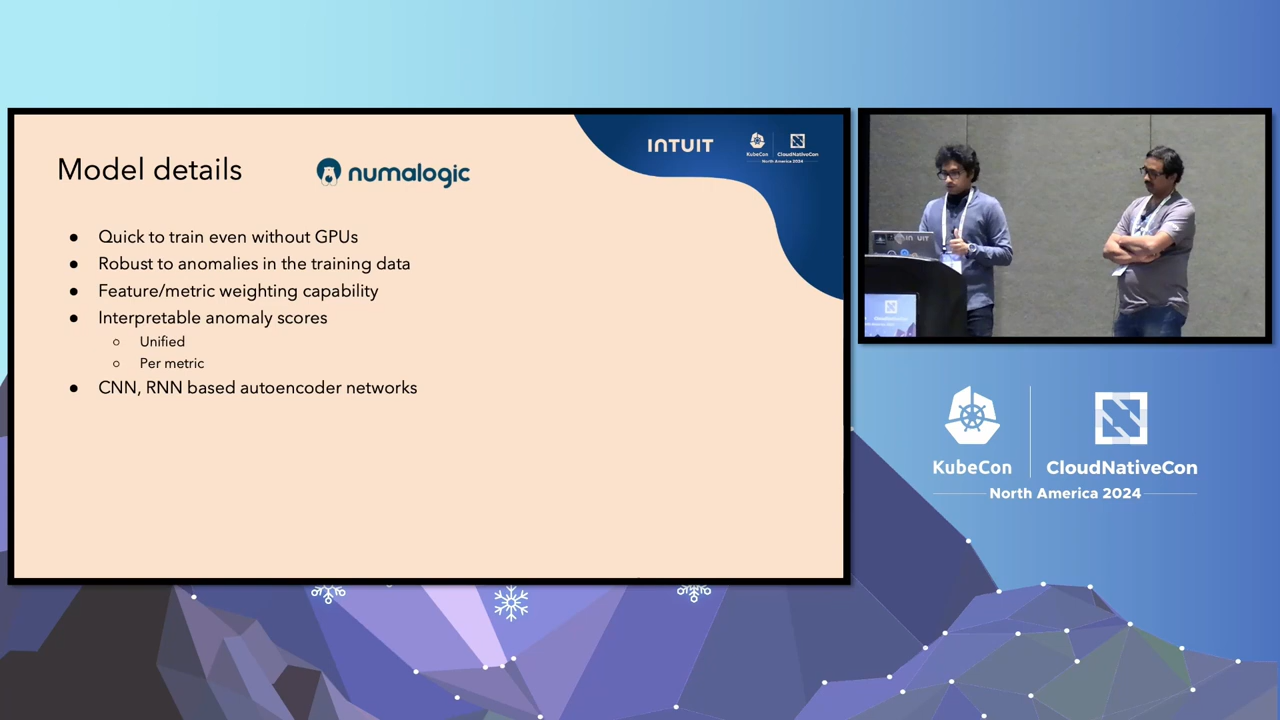 Model details
numalogic
INTUIT
KubeCon
CloudNativeCon
North America 2024
● Quick to train even without GPUs
● Robust to anomalies in the training data
● Feature/metric weighting capability
● Interpretable anomaly scores
○ Unified
○ Per metric
● CNN, RNN based autoencoder networks
INTUIT
KubeCon
CloudNativeCon
North America 2024